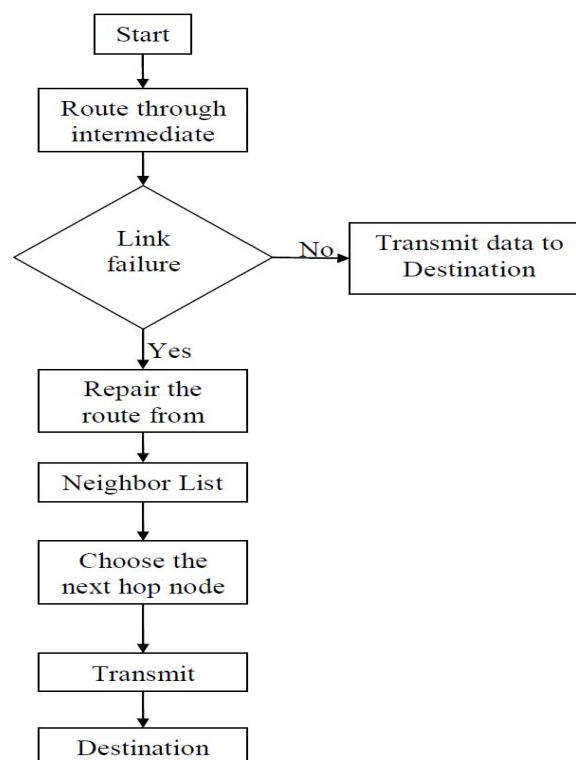 Start
Route through
intermediate
Link
failure
No
Transmit data to
Destination
Yes
Repair the
route from
Neighbor List
Choose the
next hop node
Transmit
Destination